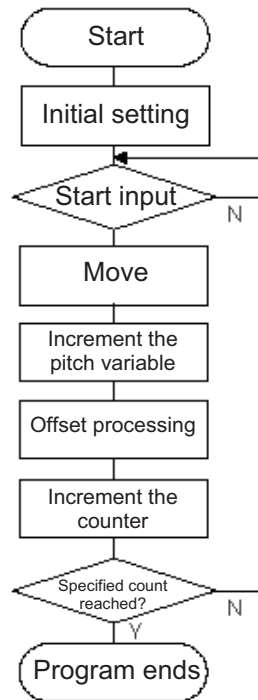 Start
Initial setting
Start input
N
Move
Increment the
pitch variable
Offset processing
Increment the
counter
Specified count
reached?
N
Y
Program ends